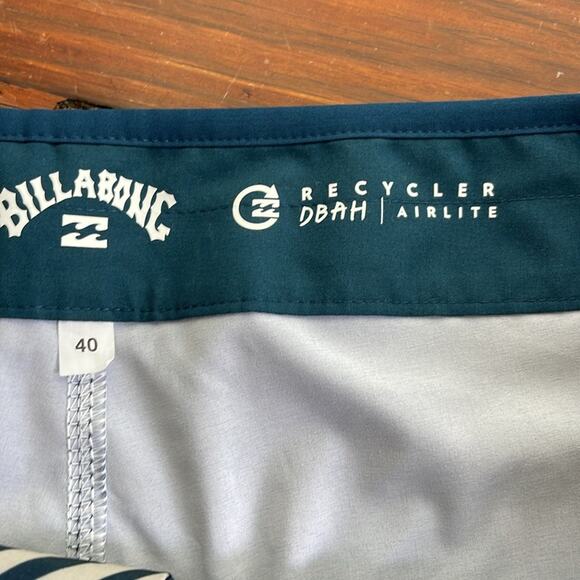 BILLABONG
RECYCLER
DBAH | AIRLITE
40